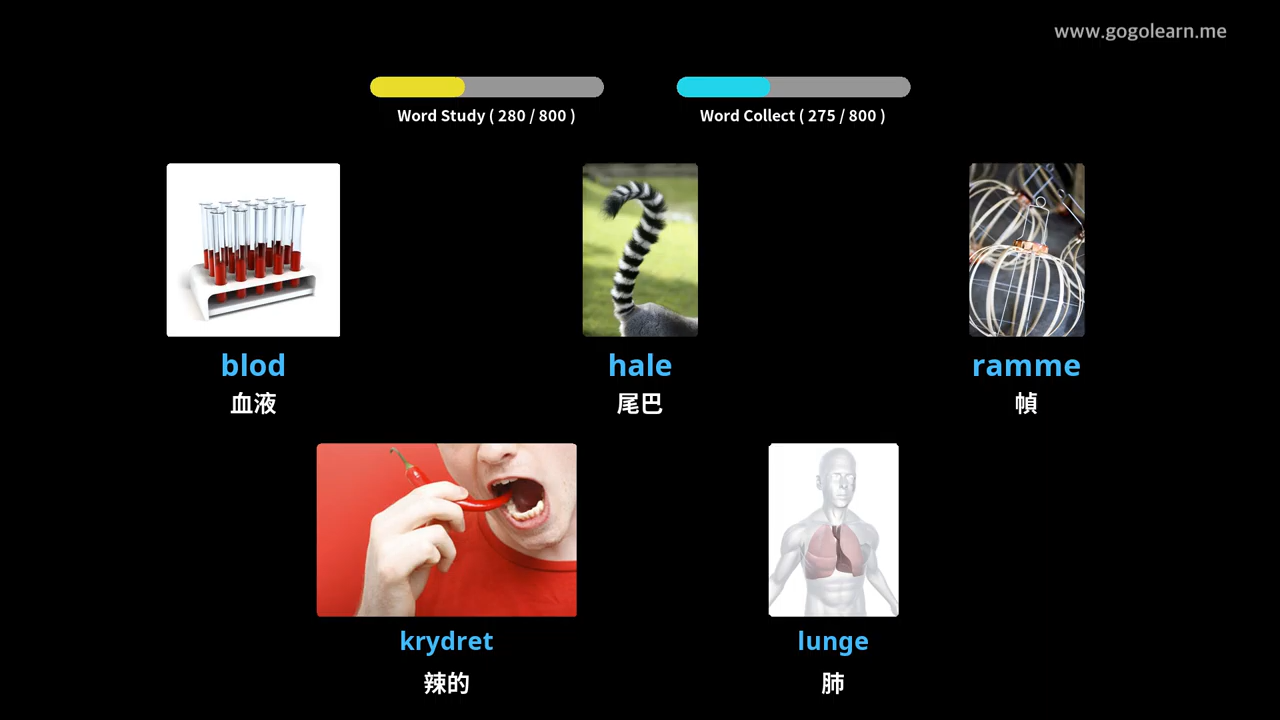 www.gogolearn.me
Word Study ( 280 / 800 )
Word Collect ( 275 / 800 )
blod
血液
hale
尾巴
ramme
幀
krydret
辣的
lunge
肺